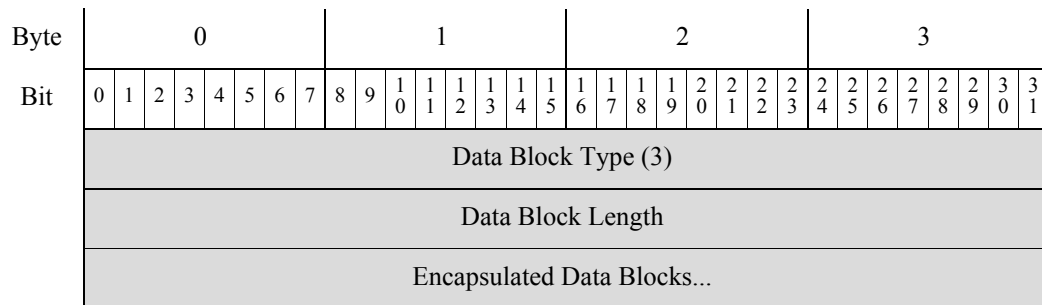 Byte 0 1 2 3
Bit 0 1 2 3 4 5 6 7 8 9 10 11 12 13 14 15 16 17 18 19 20 21 22 23 24 25 26 27 28 29 30 31
Data Block Type (3)
Data Block Length
Encapsulated Data Blocks...